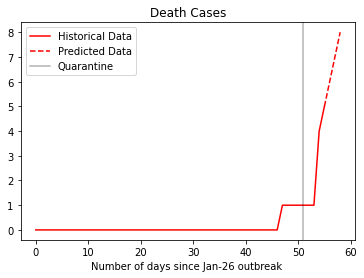 Death Cases
Historical Data
Predicted Data
Quarantine
8
7
6
5
4
3
2
1
0
0 10 20 30 40 50 60
Number of days since Jan-26 outbreak